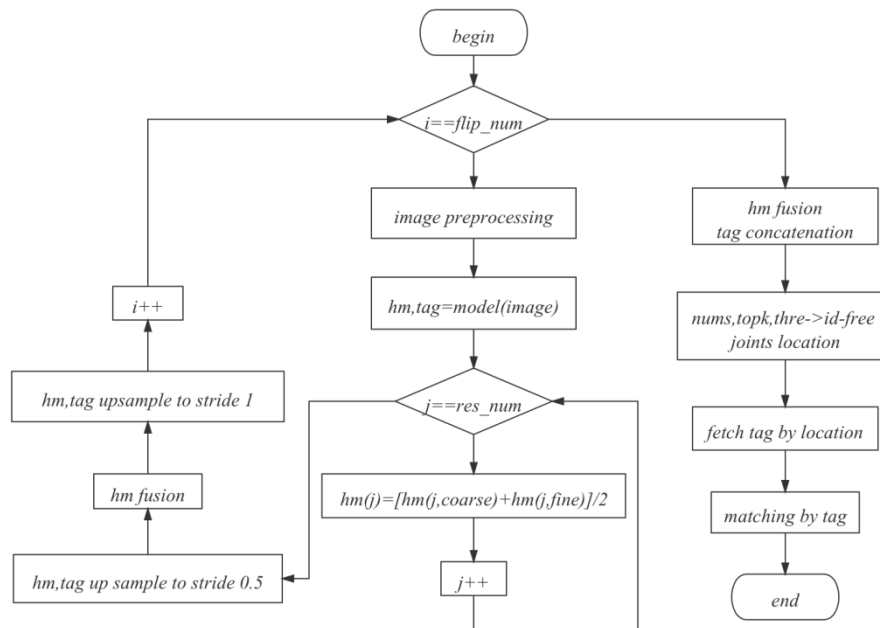 begin
i==flip_num
image preprocessing
hm,tag=model(image)
j==res_num
hm(j)=[hm(j,coarse)+hm(j,fine)]/2
j++
hm,tag up sample to stride 0.5
hm fusion
hm,tag upsample to stride 1
i++
hm fusion
tag concatenation
nums,topk,thre->id-free
joints location
fetch tag by location
matching by tag
end